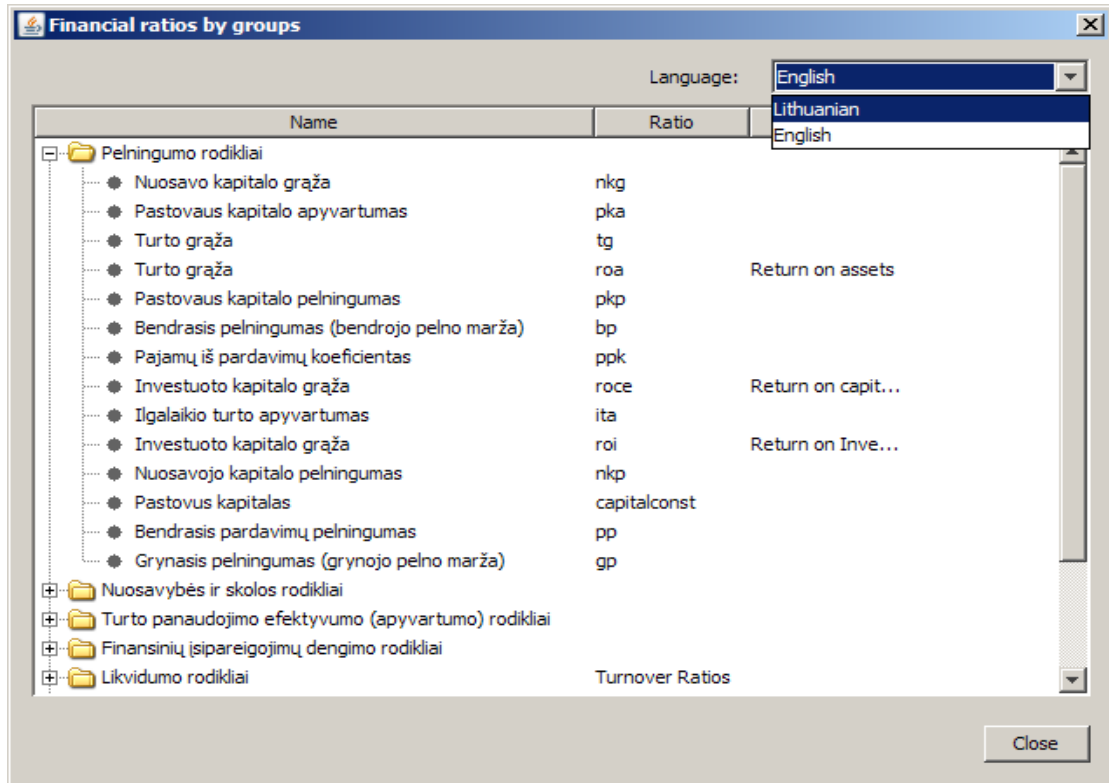 Financial ratios by groups
Language: English
Lithuanian
English
Name Ratio
Pelningumo rodikliai
Nuosavo kapitalo grąža nkg
Pastovaus kapitalo apyvartumas pka
Turto grąža tg
Turto grąža roa Return on assets
Pastovaus kapitalo pelningumas pkp
Bendrasis pelningumas (bendrojo pelno marža) bp
Pajamų iš pardavimų koeficientas ppk
Investuoto kapitalo grąža roce Return on capit...
Ilgalaikio turto apyvartumas ita
Investuoto kapitalo grąža roi Return on Inve...
Nuosavojo kapitalo pelningumas nkp
Pastovus kapitalas capitalconst
Bendrasis pardavimų pelningumas pp
Grynasis pelningumas (grynojo pelno marža) gp
Nuosavybės ir skolos rodikliai
Turto panaudojimo efektyvumo (apyvartumo) rodikliai
Finansinių įsipareigojimų dengimo rodikliai
Likvidumo rodikliai Turnover Ratios
Close